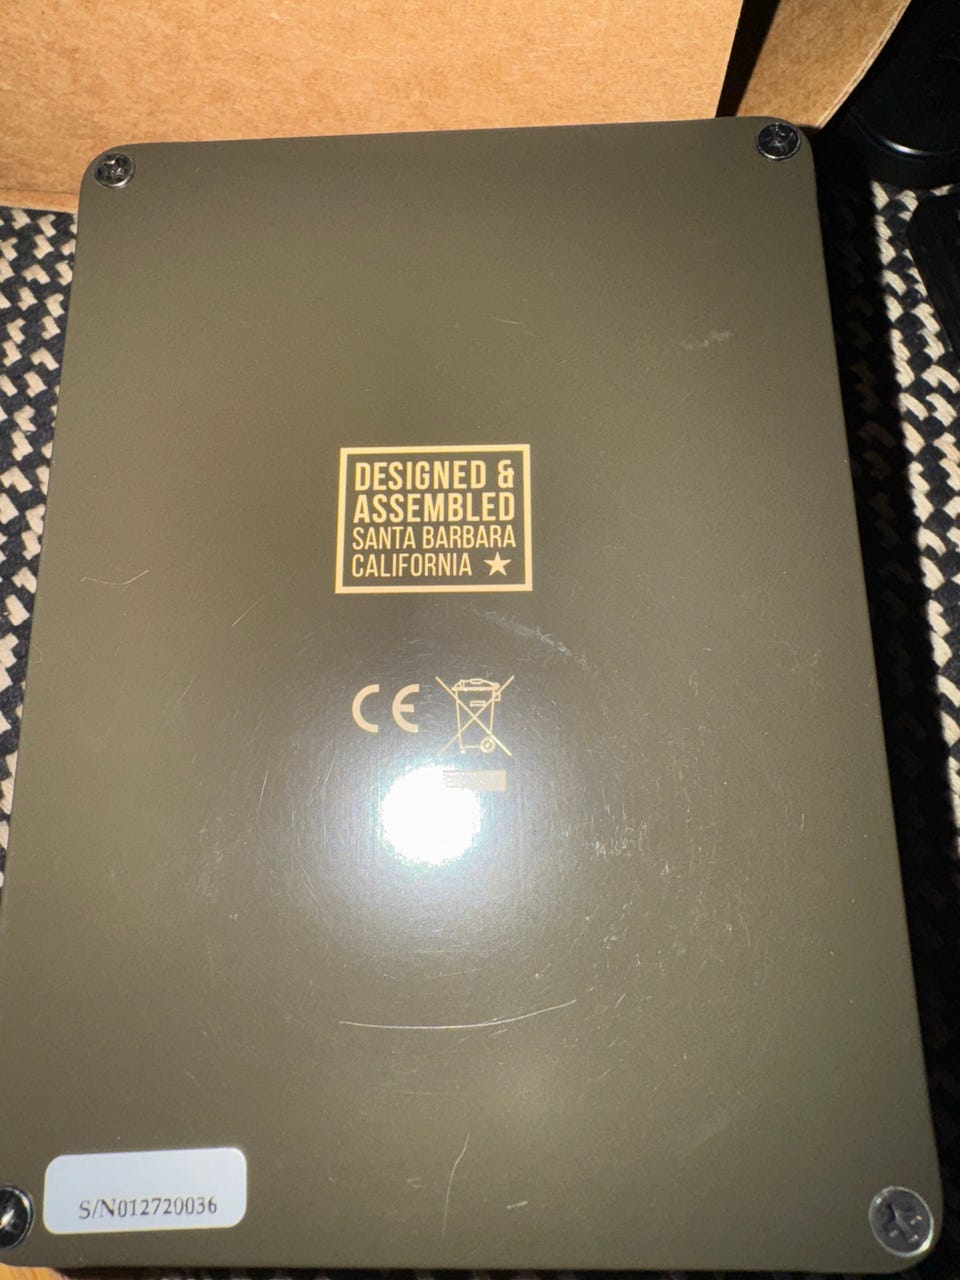 DESIGNED &
ASSEMBLED
SANTA BARBARA
CALIFORNIA ★
CE
S/N012720036